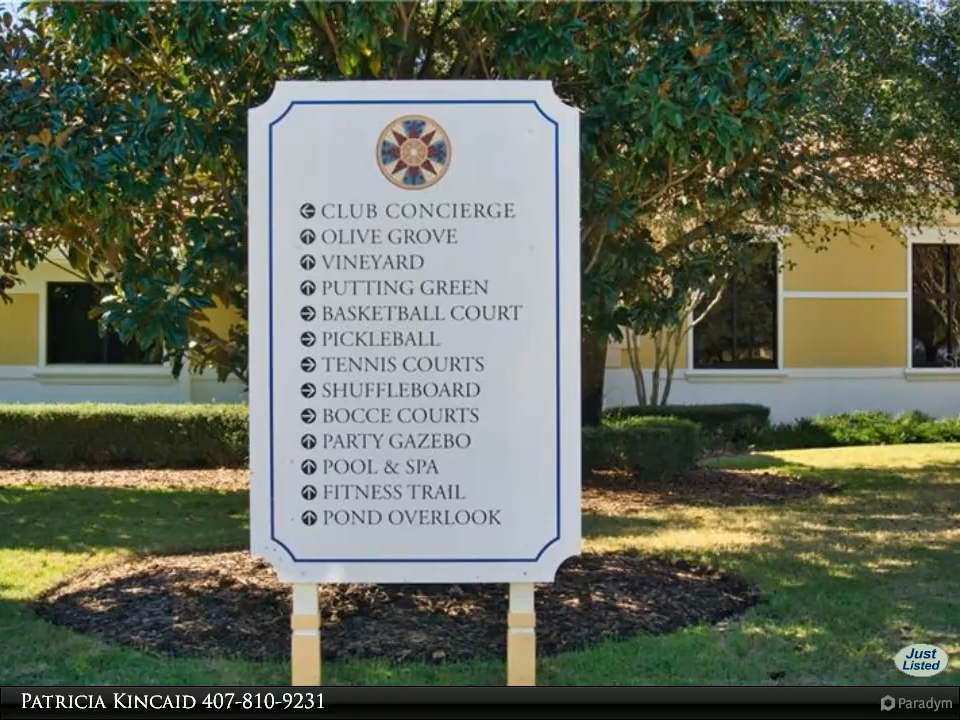 CLUB CONCIERGE
OLIVE GROVE
VINEYARD
PUTTING GREEN
BASKETBALL COURT
PICKLEBALL
TENNIS COURTS
SHUFFLEBOARD
BOCCE COURTS
PARTY GAZEBO
POOL & SPA
FITNESS TRAIL
POND OVERLOOK
Just
Listed
PATRICIA KINCAID 407-810-9231
Paradym